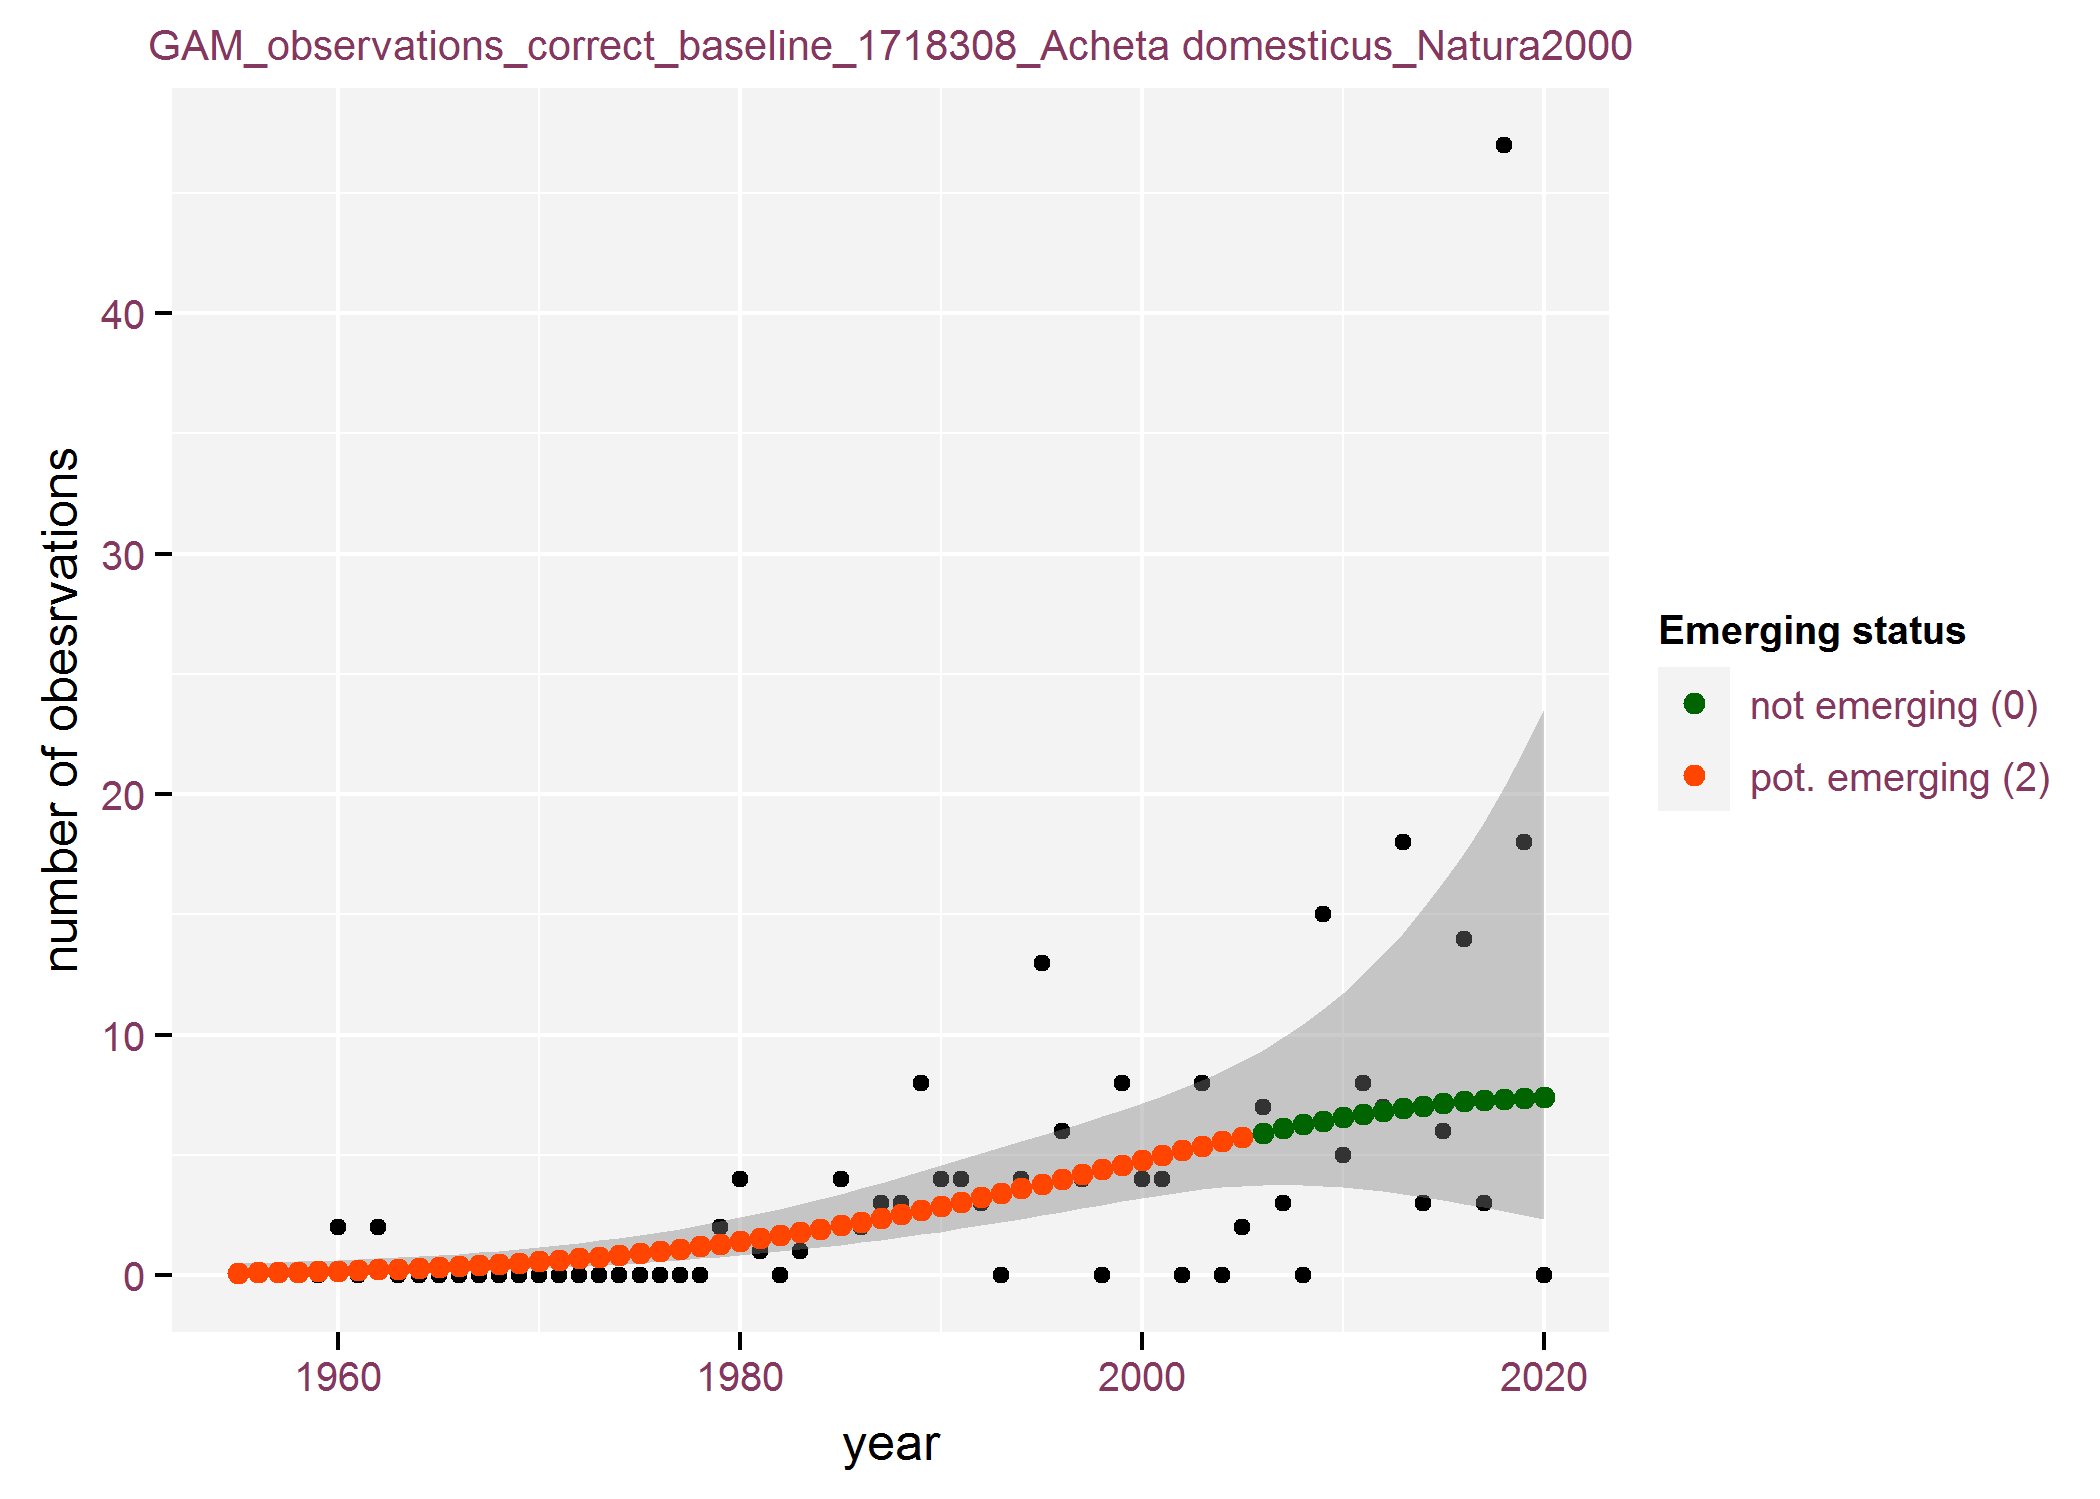 GAM_observations_correct_baseline_1718308_Acheta domesticus_Natura2000
number of obesrvations
40
30
20
10
0
1960
1980
2000
2020
year
Emerging status
not emerging (0)
pot. emerging (2)